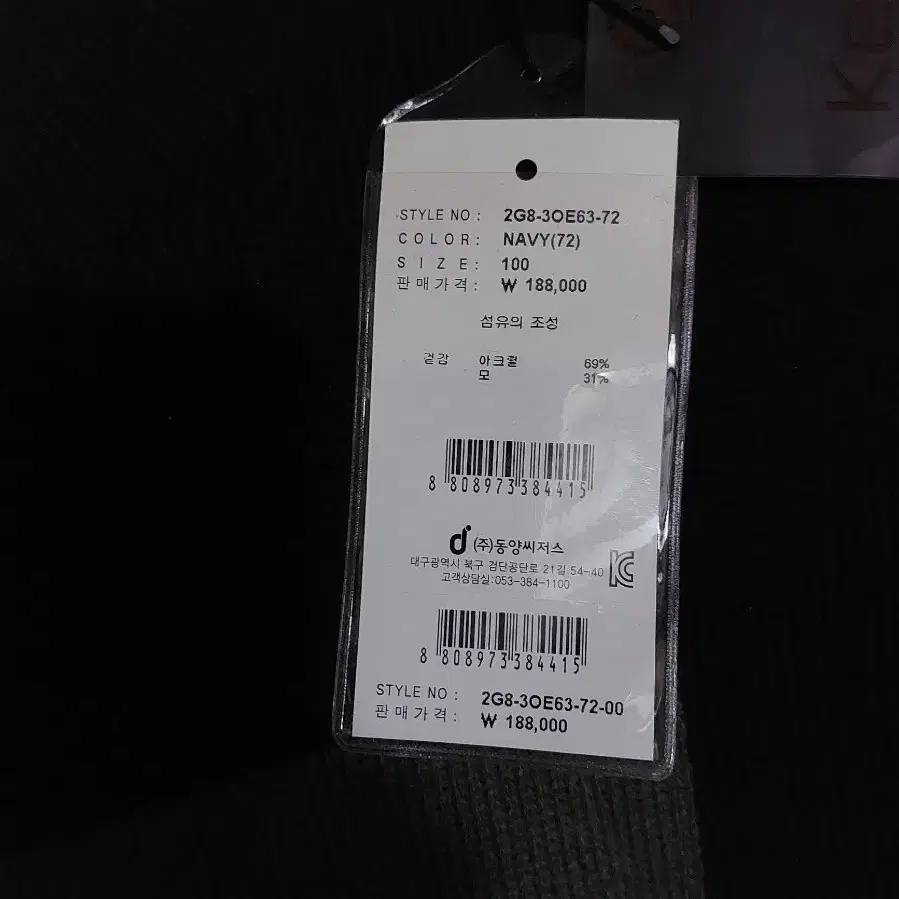 KE
STYLE NO : 2G8-3OE63-72
COLOR: NAVY(72)
SIZE: 100
판매가격: ₩ 188,000
섬유의 조성
겉감 아크릴 69%
모 31%
8 808973 384415
d (주)동양씨저스
대구광역시 북구 검단공단로 21길 54-40
고객상담실:053-384-1100
8 808973 384415
STYLE NO : 2G8-3OE63-72-00
판매가격: ₩ 188,000